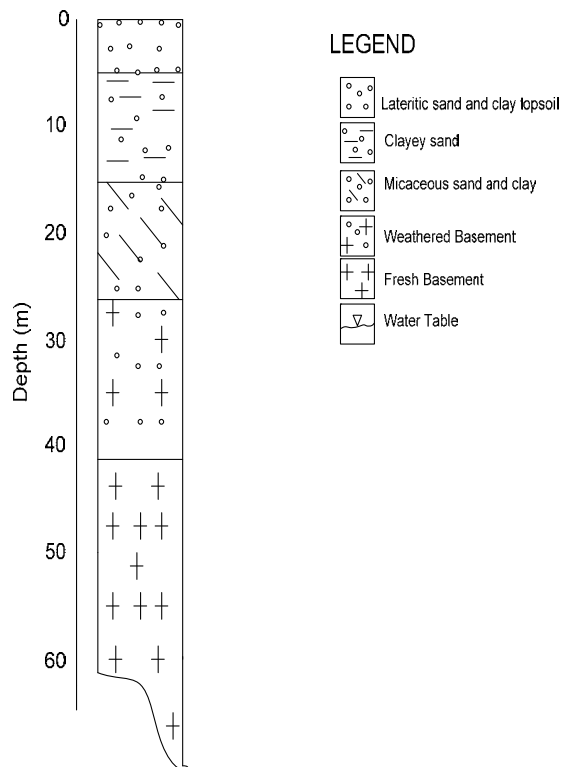 0
10
20
30
40
50
60
Depth (m)
LEGEND
Lateritic sand and clay topsoil
Clayey sand
Micaceous sand and clay
Weathered Basement
Fresh Basement
Water Table